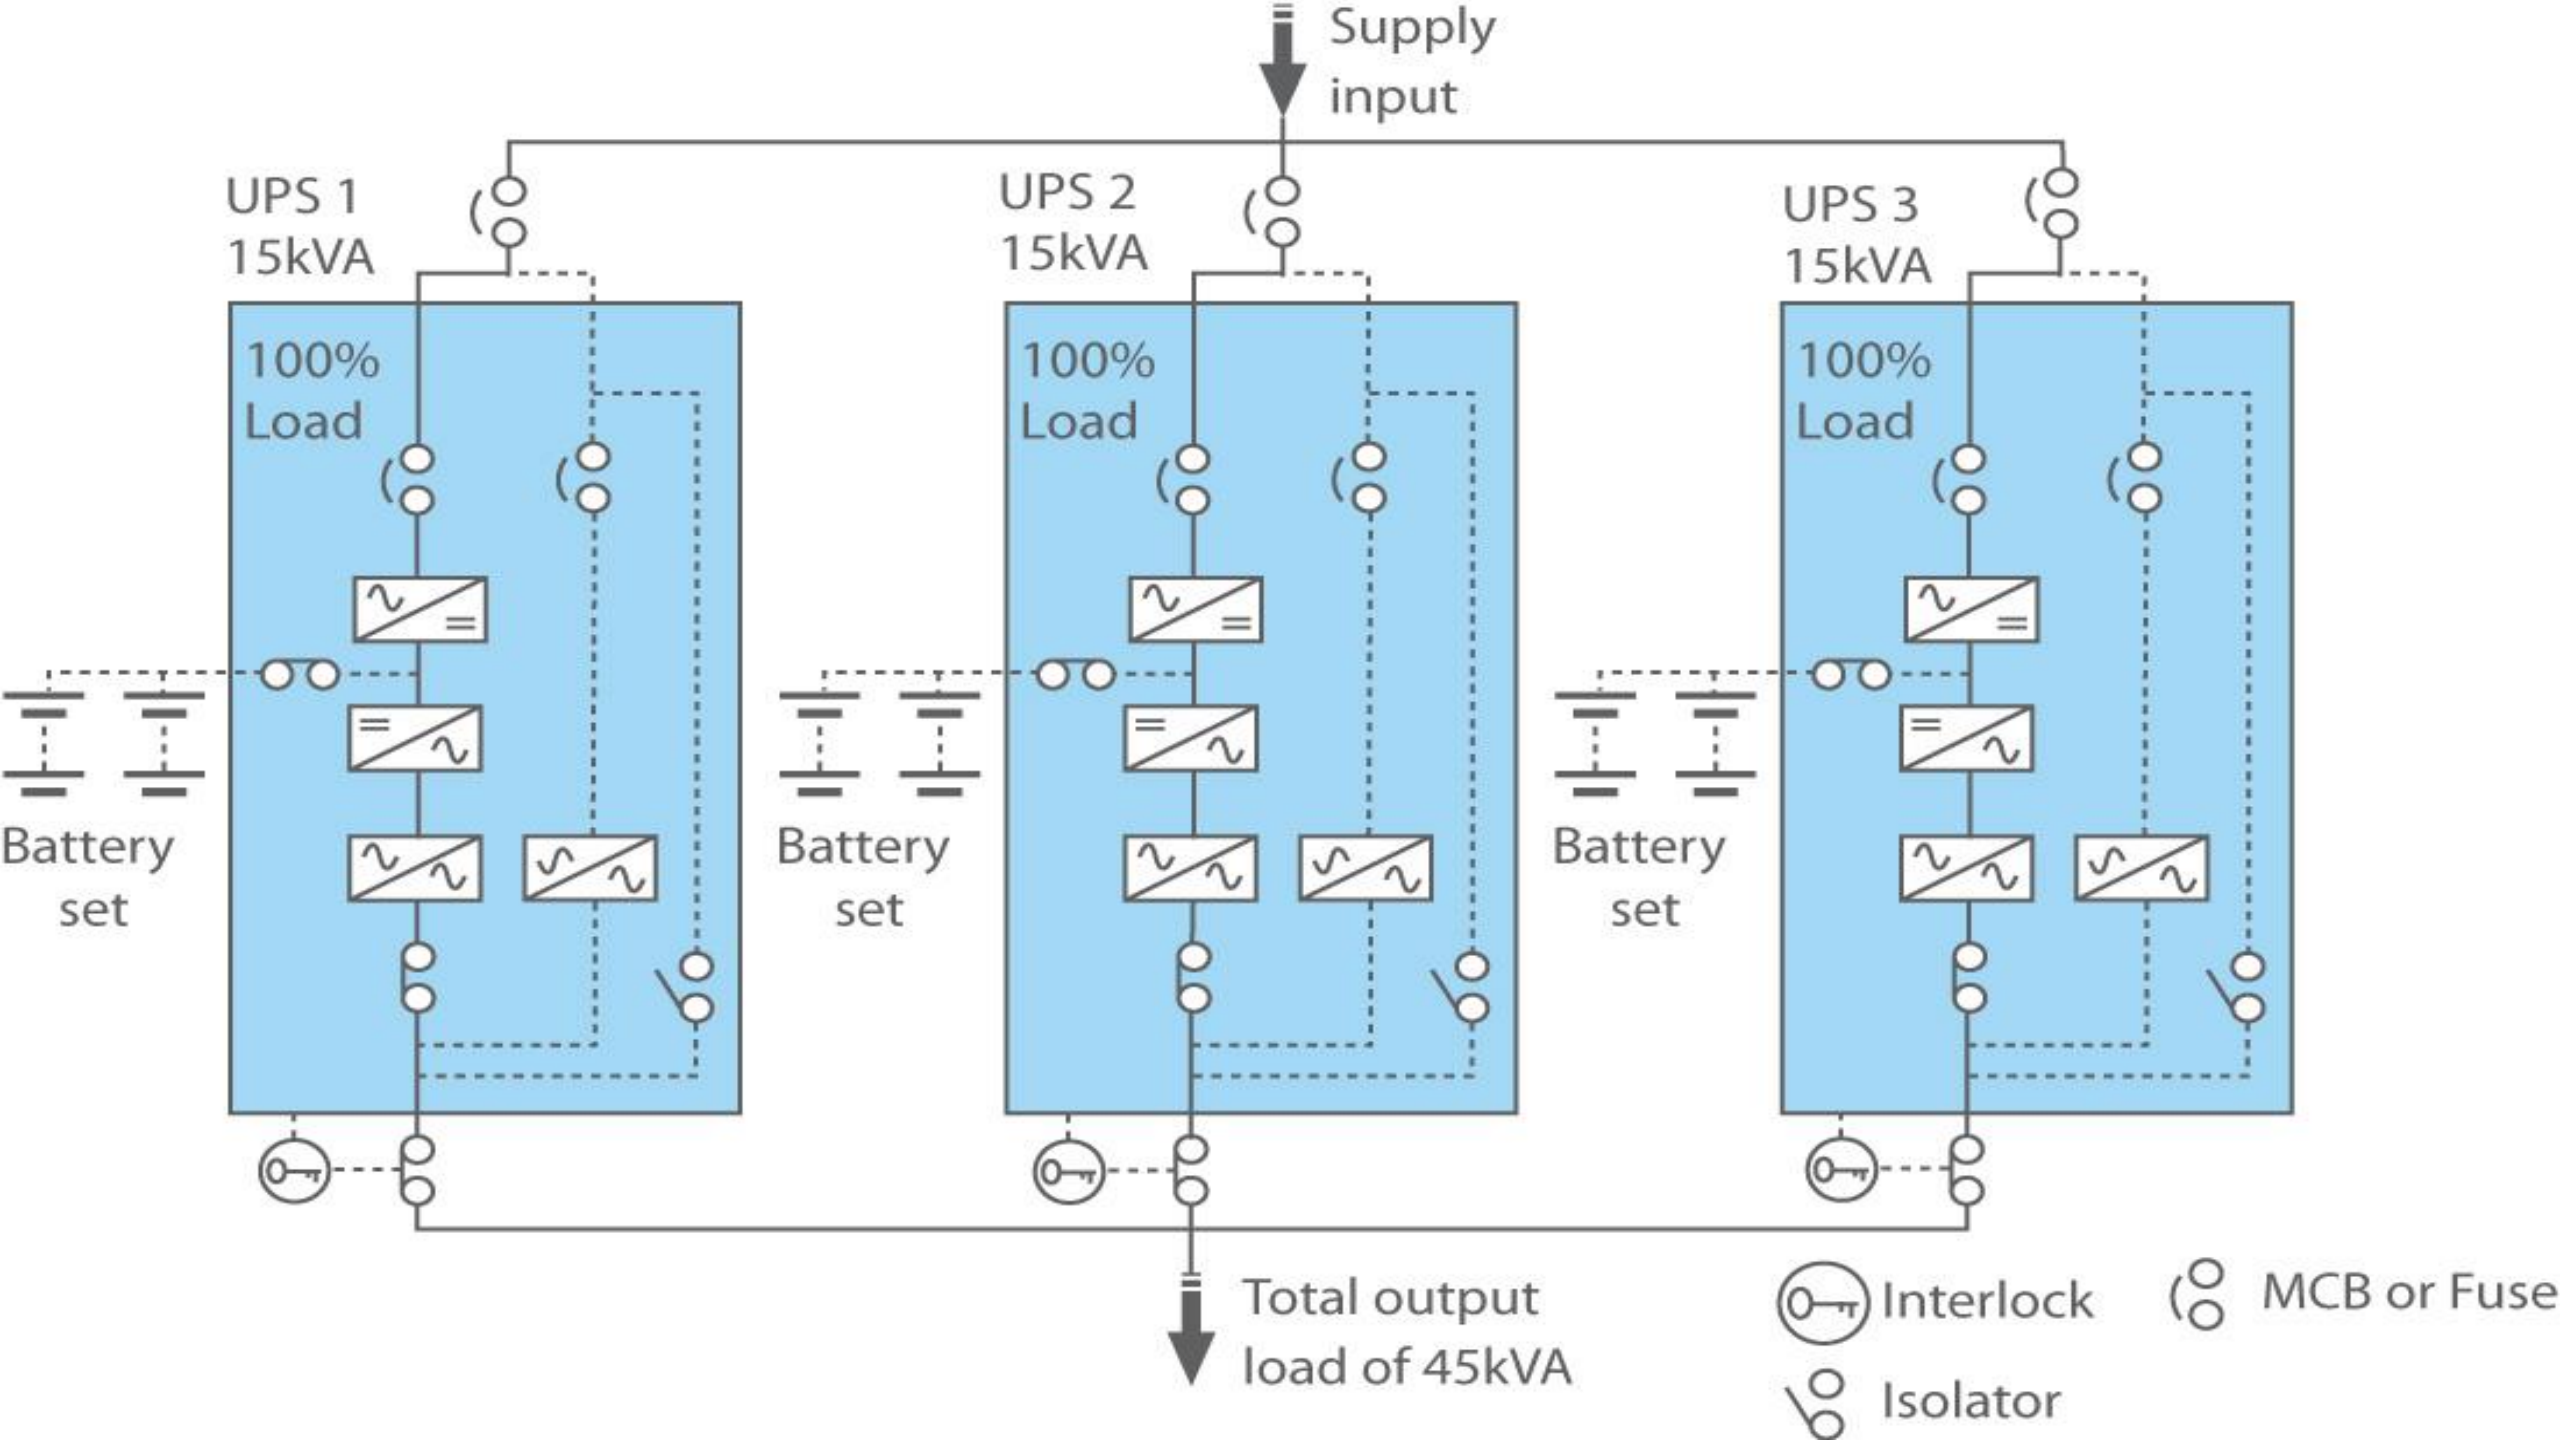 Supply
input
UPS 1
15kVA
UPS 2
15kVA
UPS 3
15kVA
100%
Load
100%
Load
100%
Load
Battery
set
Battery
set
Battery
set
Total output
load of 45kVA
Interlock
MCB or Fuse
Isolator